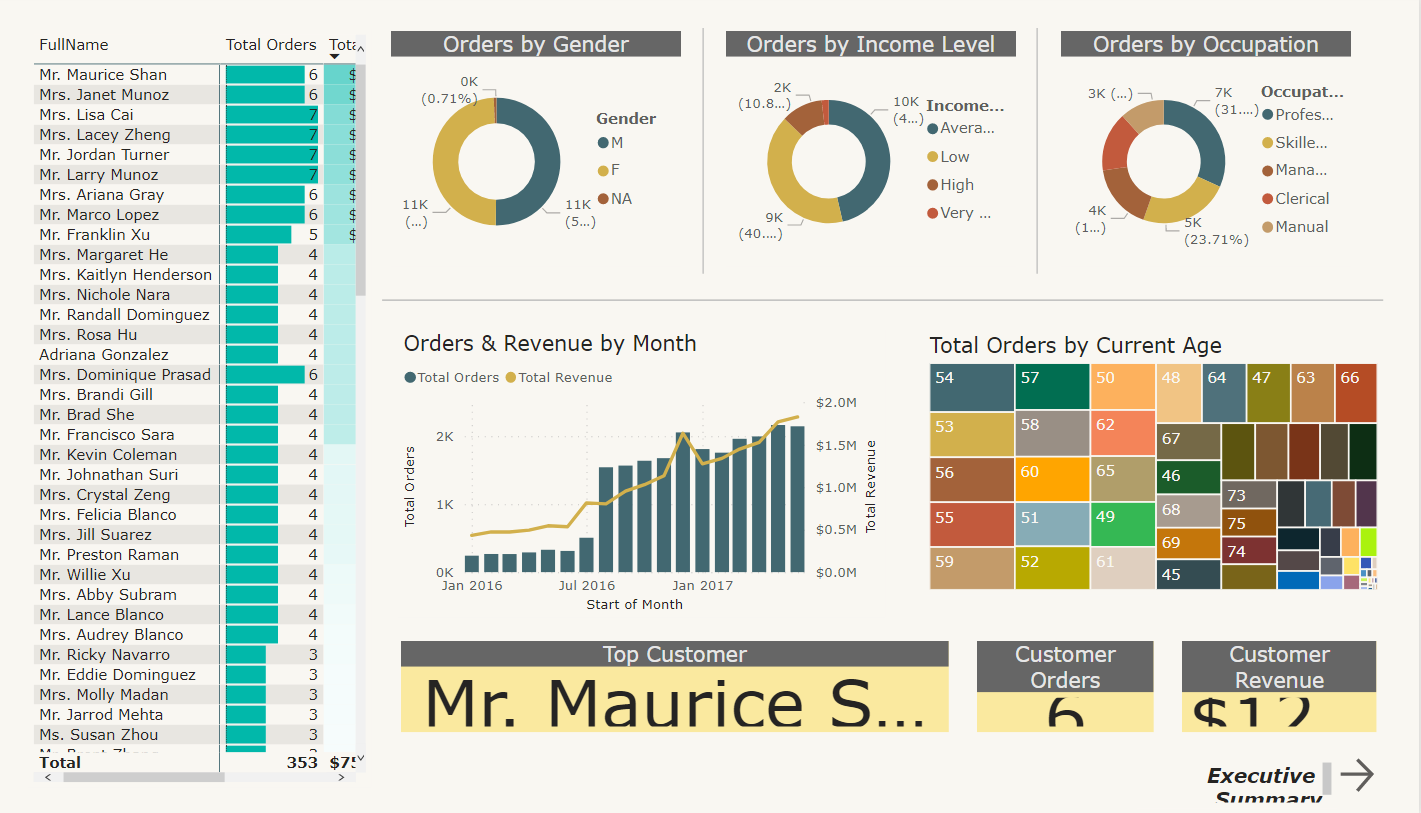 FullName Total Orders Tota
Mr. Maurice Shan 6 $
Mrs. Janet Munoz 6 $
Mrs. Lisa Cai 7 $
Mrs. Lacey Zheng 7 $
Mr. Jordan Turner 7 $
Mr. Larry Munoz 7 $
Mrs. Ariana Gray 6 $
Mr. Marco Lopez 6 $
Mr. Franklin Xu 5 $
Mrs. Margaret He 4
Mrs. Kaitlyn Henderson 4
Mrs. Nichole Nara 4
Mr. Randall Dominguez 4
Mrs. Rosa Hu 4
Adriana Gonzalez 4
Mrs. Dominique Prasad 6
Mrs. Brandi Gill 4
Mr. Brad She 4
Mr. Francisco Sara 4
Mr. Kevin Coleman 4
Mr. Johnathan Suri 4
Mrs. Crystal Zeng 4
Mrs. Felicia Blanco 4
Mrs. Jill Suarez 4
Mr. Preston Raman 4
Mr. Willie Xu 4
Mrs. Abby Subram 4
Mr. Lance Blanco 4
Mrs. Audrey Blanco 4
Mr. Ricky Navarro 3
Mr. Eddie Dominguez 3
Mrs. Molly Madan 3
Mr. Jarrod Mehta 3
Ms. Susan Zhou 3
Total 353 $75
Orders by Gender
0K
(0.71%)
11K
(...)
11K
(5...)
Gender
M
F
NA
Orders by Income Level
2K
(10.8...)
10K
(4...)
9K
(40....)
Income...
Avera...
Low
High
Very ...
Orders by Occupation
3K (...)
7K
(31....)
4K
(1...)
5K
(23.71%)
Occupat...
Profes...
Skille...
Mana...
Clerical
Manual
Orders & Revenue by Month
Total Orders Total Revenue
Total Orders
2K
1K
0K
$2.0M
$1.5M
$1.0M
$0.5M
$0.0M
Total Revenue
Jan 2016 Jul 2016 Jan 2017
Start of Month
Total Orders by Current Age
54 57 50 48 64 47 63 66
53 58 62 67
56 60 65 46 73
55 51 49 68 75
69 74
59 52 61 45
Top Customer
Mr. Maurice S...
Customer
Orders
6
Customer
Revenue
$12
Executive
Summary